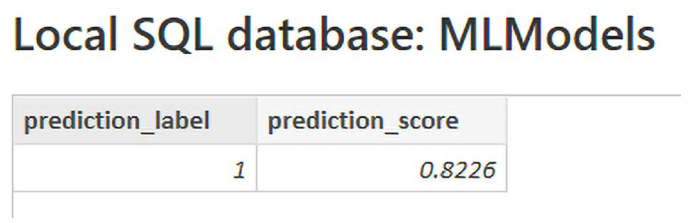 Local SQL database: MLModels
prediction_label prediction_score
1 0.8226